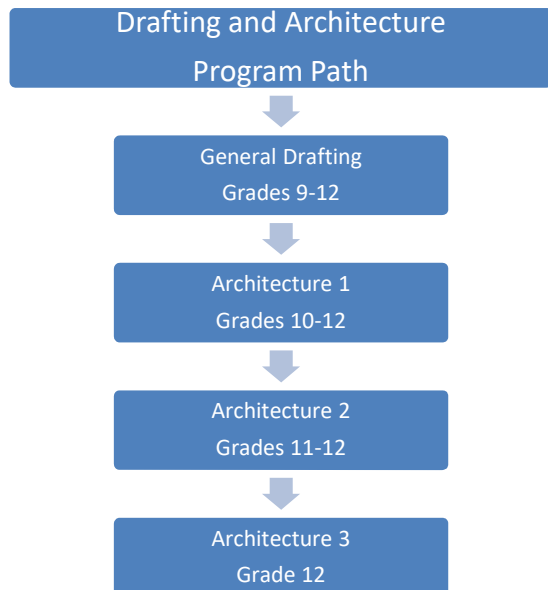 Drafting and Architecture
Program Path
General Drafting
Grades 9-12
Architecture 1
Grades 10-12
Architecture 2
Grades 11-12
Architecture 3
Grade 12